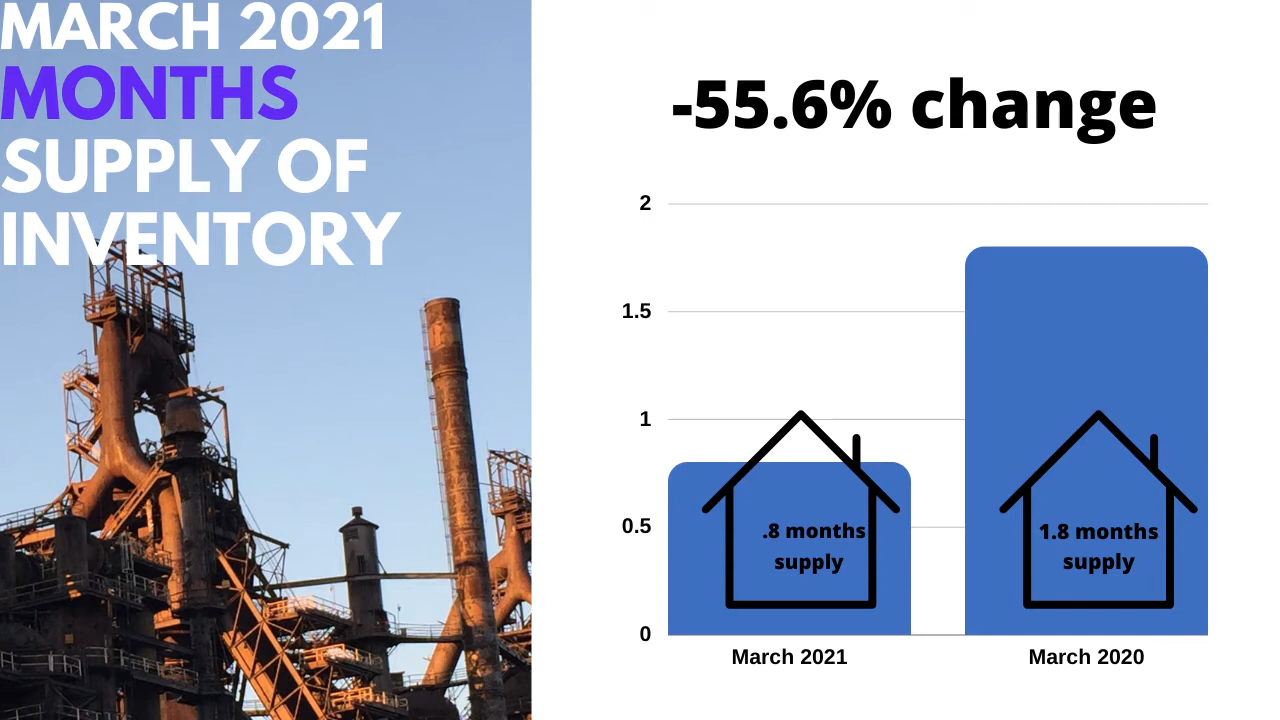 MARCH 2021
MONTHS
SUPPLY OF
INVENTORY
-55.6% change
2
1.5
1
0.5
0
.8 months
supply
1.8 months
supply
March 2021
March 2020